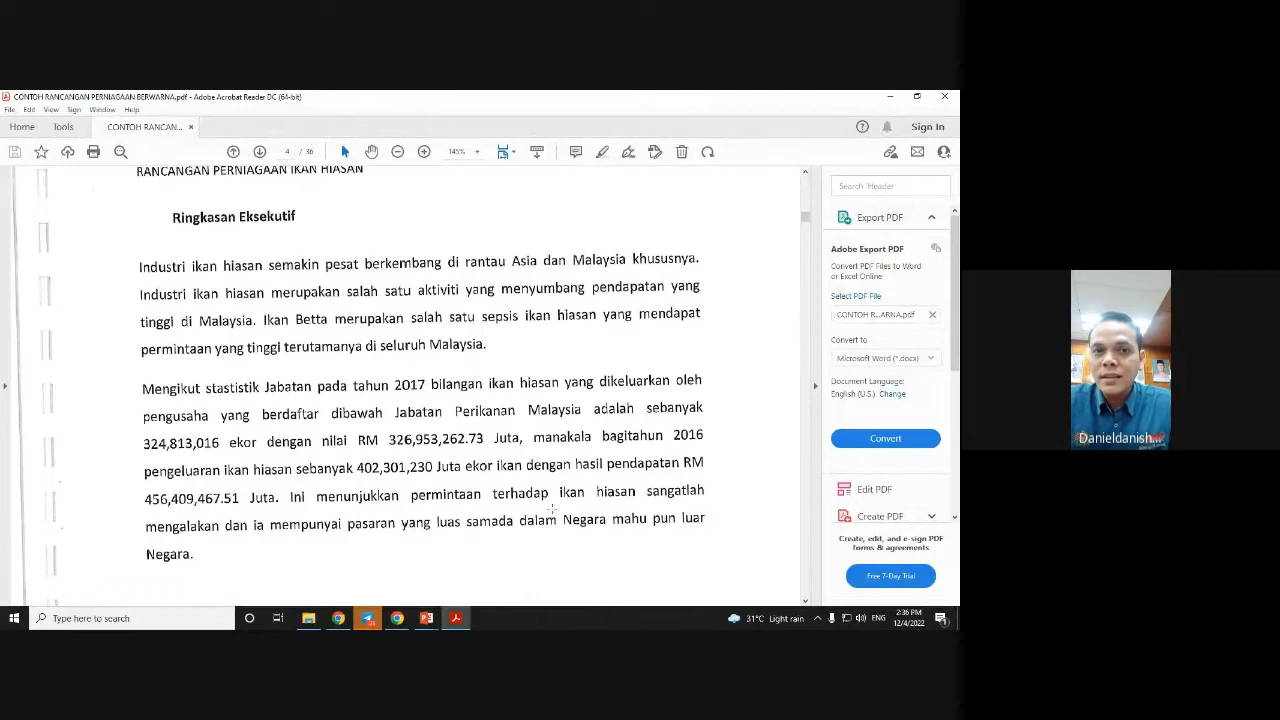 CONTOH RANCANGAN PERNIAGAAN BERWARNA.pdf - Adobe Acrobat Reader DC (64-bit)
File Edit View Sign Window Help
Home Tools CONTOH RANCAN... × Sign In
4 / 36 145%
RANCANGAN PERNIAGAAN IKAN HIASAN
Ringkasan Eksekutif
Industri ikan hiasan semakin pesat berkembang di rantau Asia dan Malaysia khususnya.
Industri ikan hiasan merupakan salah satu aktiviti yang menyumbang pendapatan yang
tinggi di Malaysia. Ikan Betta merupakan salah satu sepsis ikan hiasan yang mendapat
permintaan yang tinggi terutamanya di seluruh Malaysia.
Mengikut stastistik Jabatan pada tahun 2017 bilangan ikan hiasan yang dikeluarkan oleh
pengusaha yang berdaftar dibawah Jabatan Perikanan Malaysia adalah sebanyak
324,813,016 ekor dengan nilai RM 326,953,262.73 Juta, manakala bagitahun 2016
pengeluaran ikan hiasan sebanyak 402,301,230 Juta ekor ikan dengan hasil pendapatan RM
456,409,467.51 Juta. Ini menunjukkan permintaan terhadap ikan hiasan sangatlah
mengalakan dan ia mempunyai pasaran yang luas samada dalam Negara mahu pun luar
Negara.
Search 'Header'
Export PDF
Adobe Export PDF
Convert PDF Files to Word
or Excel Online
Select PDF File
CONTOH R...ARNA.pdf
Convert to
Microsoft Word (*.docx)
Document Language:
English (U.S.) Change
Convert
Edit PDF
Create PDF
Create, edit, and e-sign PDF
forms & agreements
Free 7-Day Trial
Danieldanish...
Type here to search
31°C Light rain
ENG
2:36 PM
12/4/2022